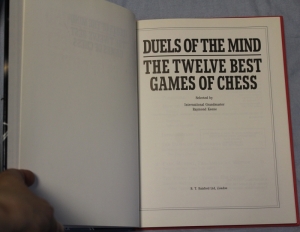 DUELS OF THE MIND
THE TWELVE BEST
GAMES OF CHESS
Selected by
International Grandmaster
Raymond Keene
B. T. Batsford Ltd, London